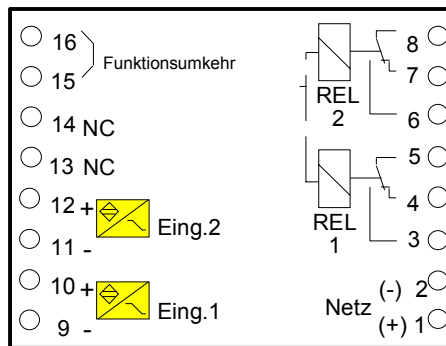 16
15
Funktionsumkehr
14 NC
13 NC
12 +
11 -
Eing.2
10 +
9 -
Eing.1
8
7
6
REL
2
5
4
3
REL
1
Netz
(-) 2
(+) 1